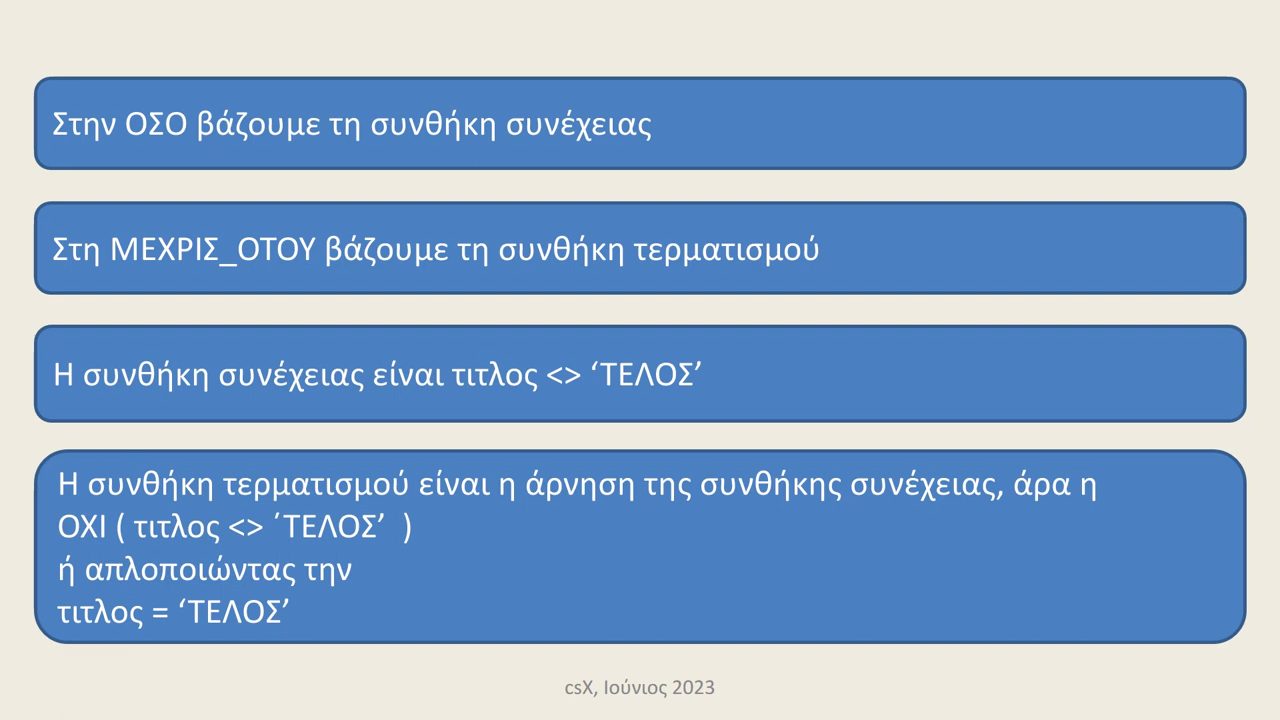 Στην ΟΣΟ βάζουμε τη συνθήκη συνέχειας
Στη ΜΕΧΡΙΣ_ΟΤΟΥ βάζουμε τη συνθήκη τερματισμού
Η συνθήκη συνέχειας είναι τιτλος <> ‘ΤΕΛΟΣ’
Η συνθήκη τερματισμού είναι η άρνηση της συνθήκης συνέχειας, άρα η
ΟΧΙ ( τιτλος <> ΄ΤΕΛΟΣ’ )
ή απλοποιώντας την
τιτλος = ‘ΤΕΛΟΣ’
csX, Ιούνιος 2023